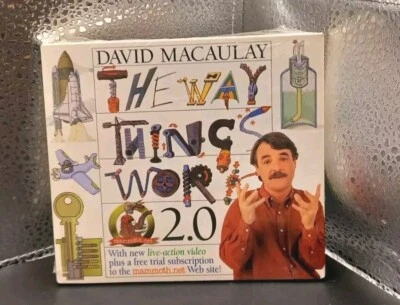 DAVID MACAULAY
THE WAY
THINGS
WORK
2.0
With new live-action video
plus a free trial subscription
to the mammoth.net Web site!